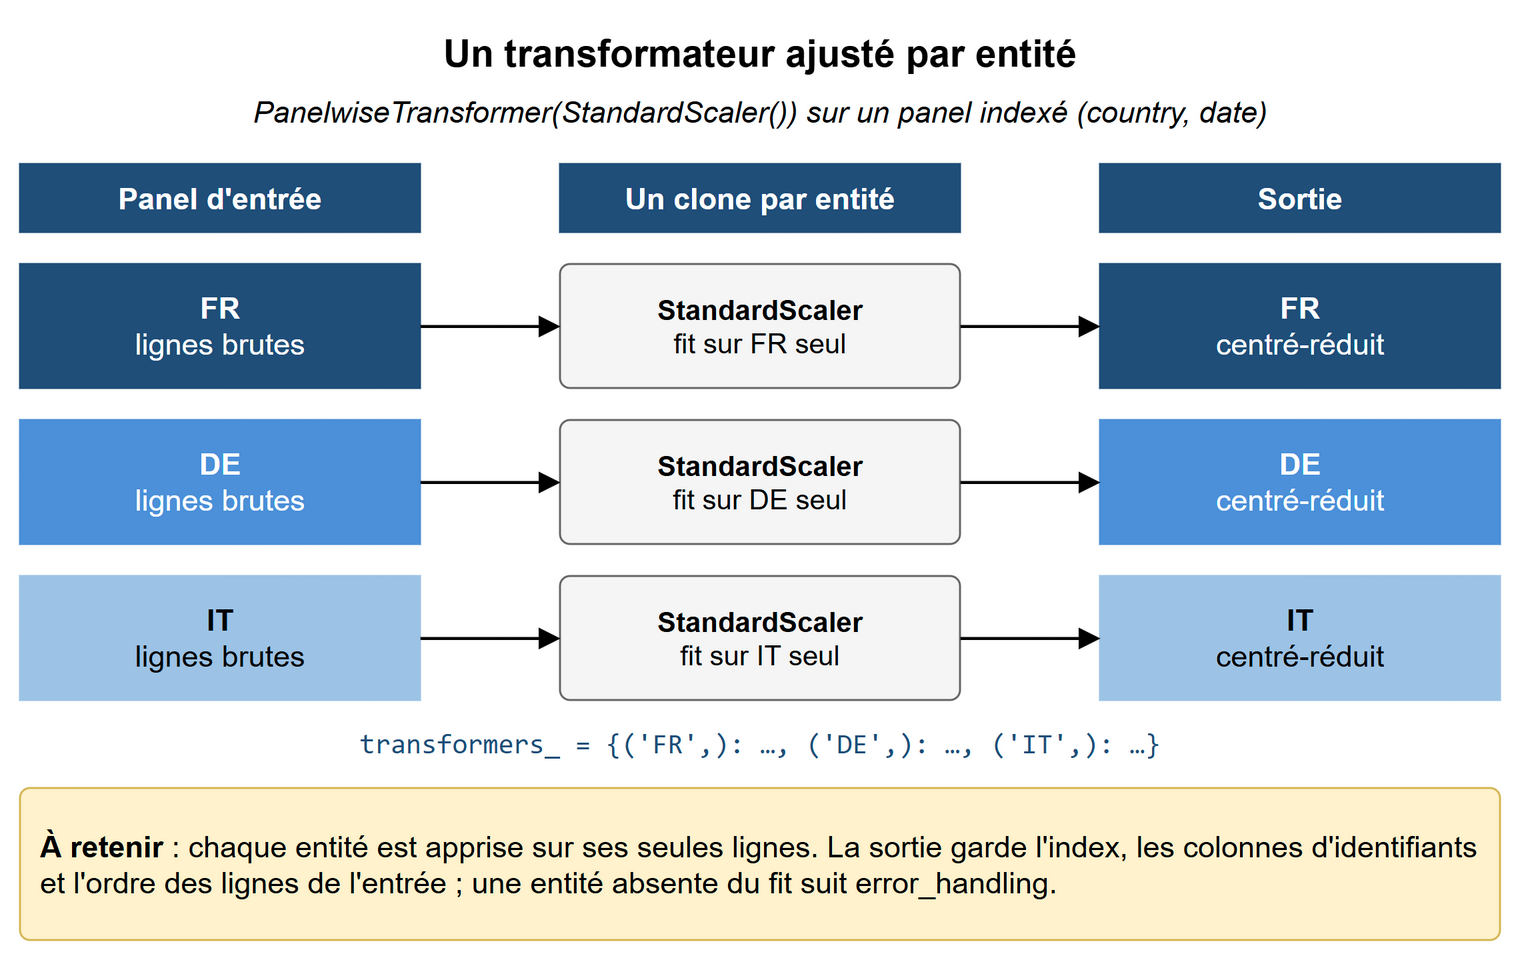 Un transformateur ajusté par entité
PanelwiseTransformer(StandardScaler()) sur un panel indexé (country, date)
Panel d'entrée
Un clone par entité
Sortie
FR
lignes brutes
StandardScaler
fit sur FR seul
FR
centré-réduit
DE
lignes brutes
StandardScaler
fit sur DE seul
DE
centré-réduit
IT
lignes brutes
StandardScaler
fit sur IT seul
IT
centré-réduit
transformers_ = {('FR',): …, ('DE',): …, ('IT',): …}
À retenir : chaque entité est apprise sur ses seules lignes. La sortie garde l'index, les colonnes d'identifiants
et l'ordre des lignes de l'entrée ; une entité absente du fit suit error_handling.